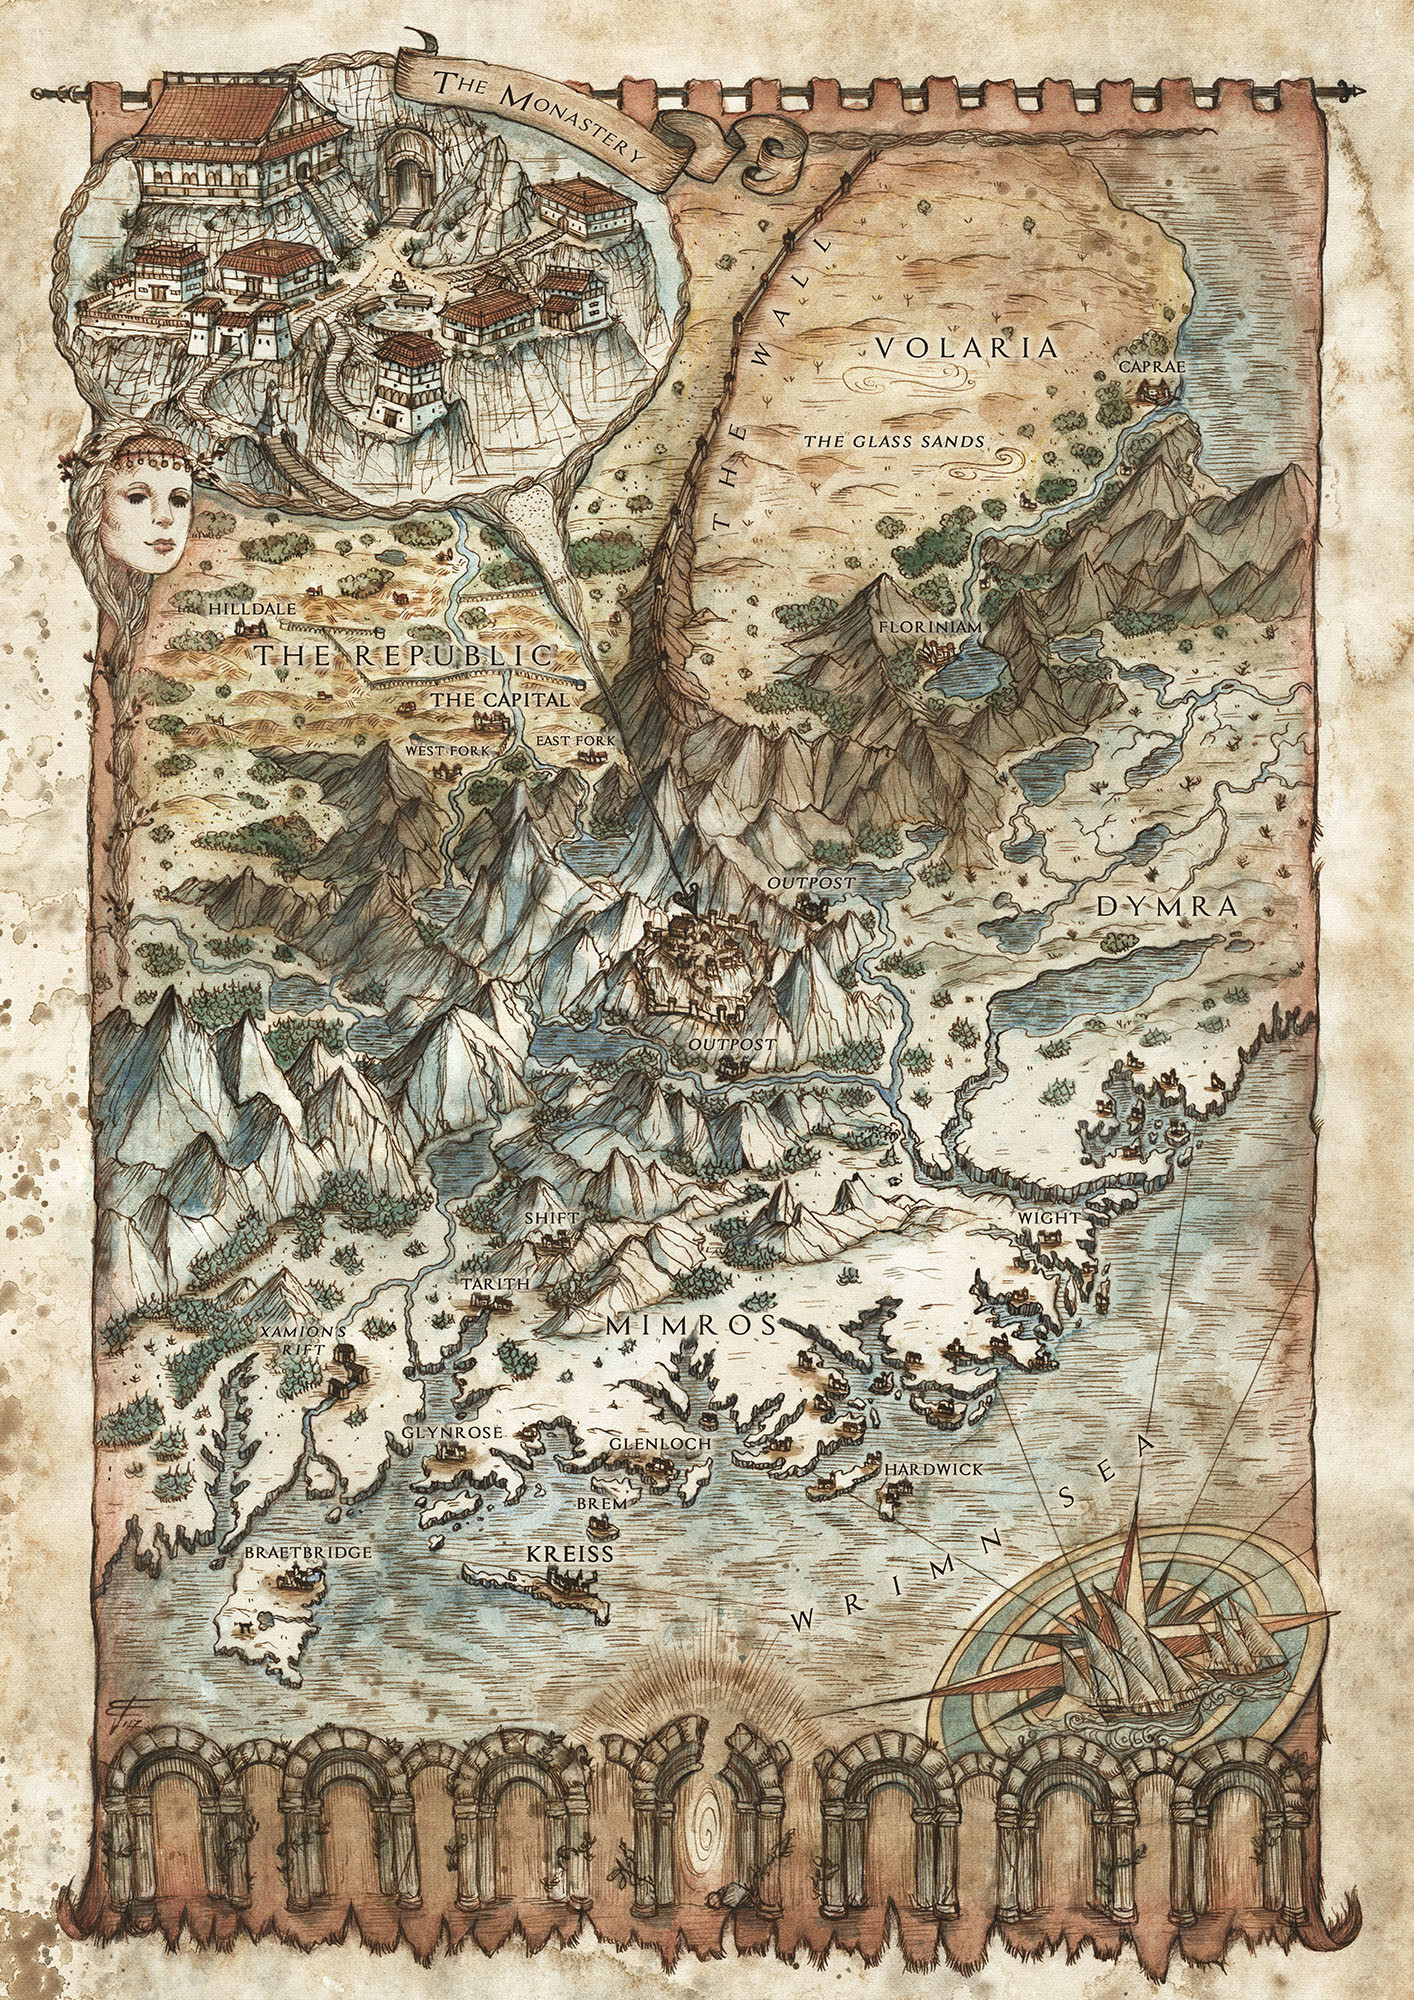 THE MONASTERY
THE WALL
VOLARIA
CAPRAE
THE GLASS SANDS
HILLDALE
FLORINIAM
THE REPUBLIC
THE CAPITAL
WEST FORK
EAST FORK
OUTPOST
DYMRA
OUTPOST
SHIFT
WIGHT
TARITH
MIMROS
XAMION'S
RIFT
GLYNROSE
GLENLOCH
HARDWICK
BREM
BRAETBRIDGE
KREISS
WRIMN SEA